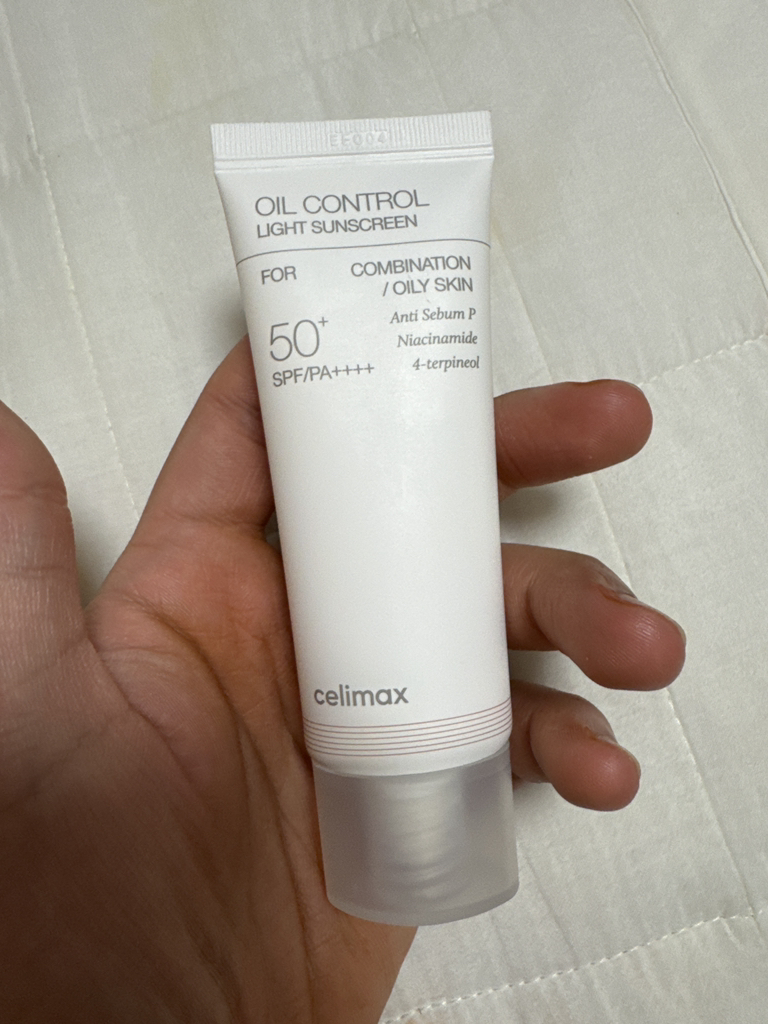 OIL CONTROL
LIGHT SUNSCREEN
FOR COMBINATION
/ OILY SKIN
50+
SPF/PA++++
Anti Sebum P
Niacinamide
4-terpineol
celimax